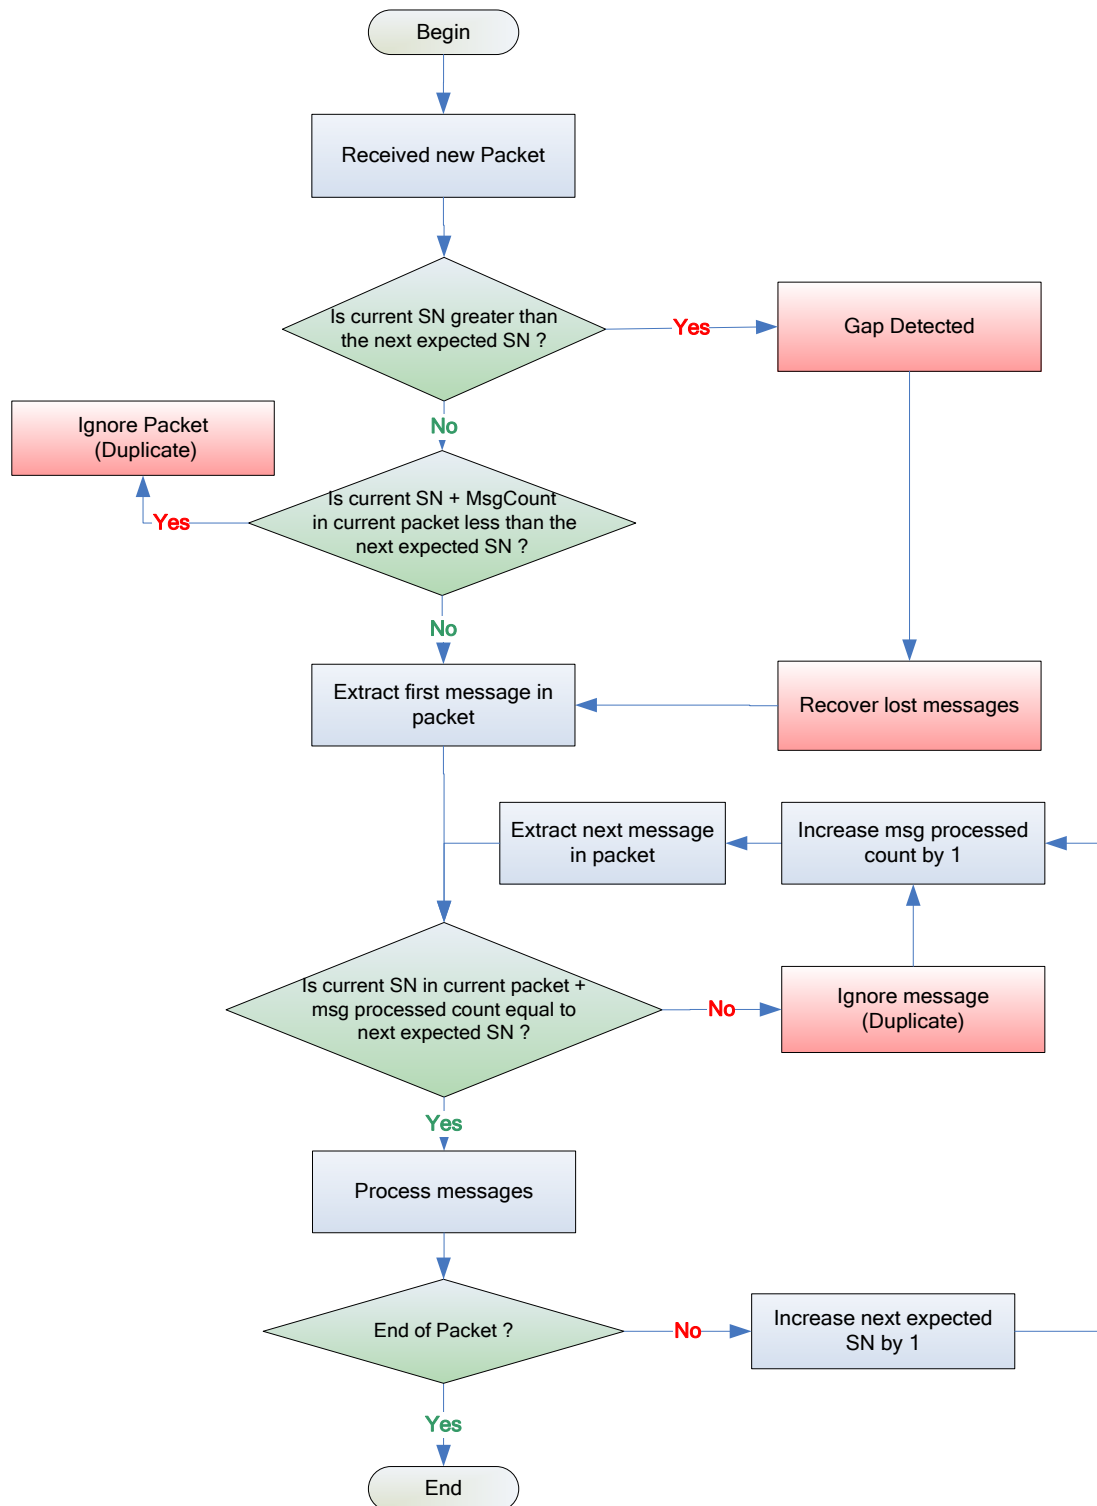 Begin
Received new Packet
Is current SN greater than
the next expected SN ?
Yes
Gap Detected
No
Ignore Packet
(Duplicate)
Is current SN + MsgCount
in current packet less than the
next expected SN ?
Yes
No
Extract first message in
packet
Recover lost messages
Extract next message
in packet
Increase msg processed
count by 1
Is current SN in current packet +
msg processed count equal to
next expected SN ?
No
Ignore message
(Duplicate)
Yes
Process messages
End of Packet ?
No
Increase next expected
SN by 1
Yes
End